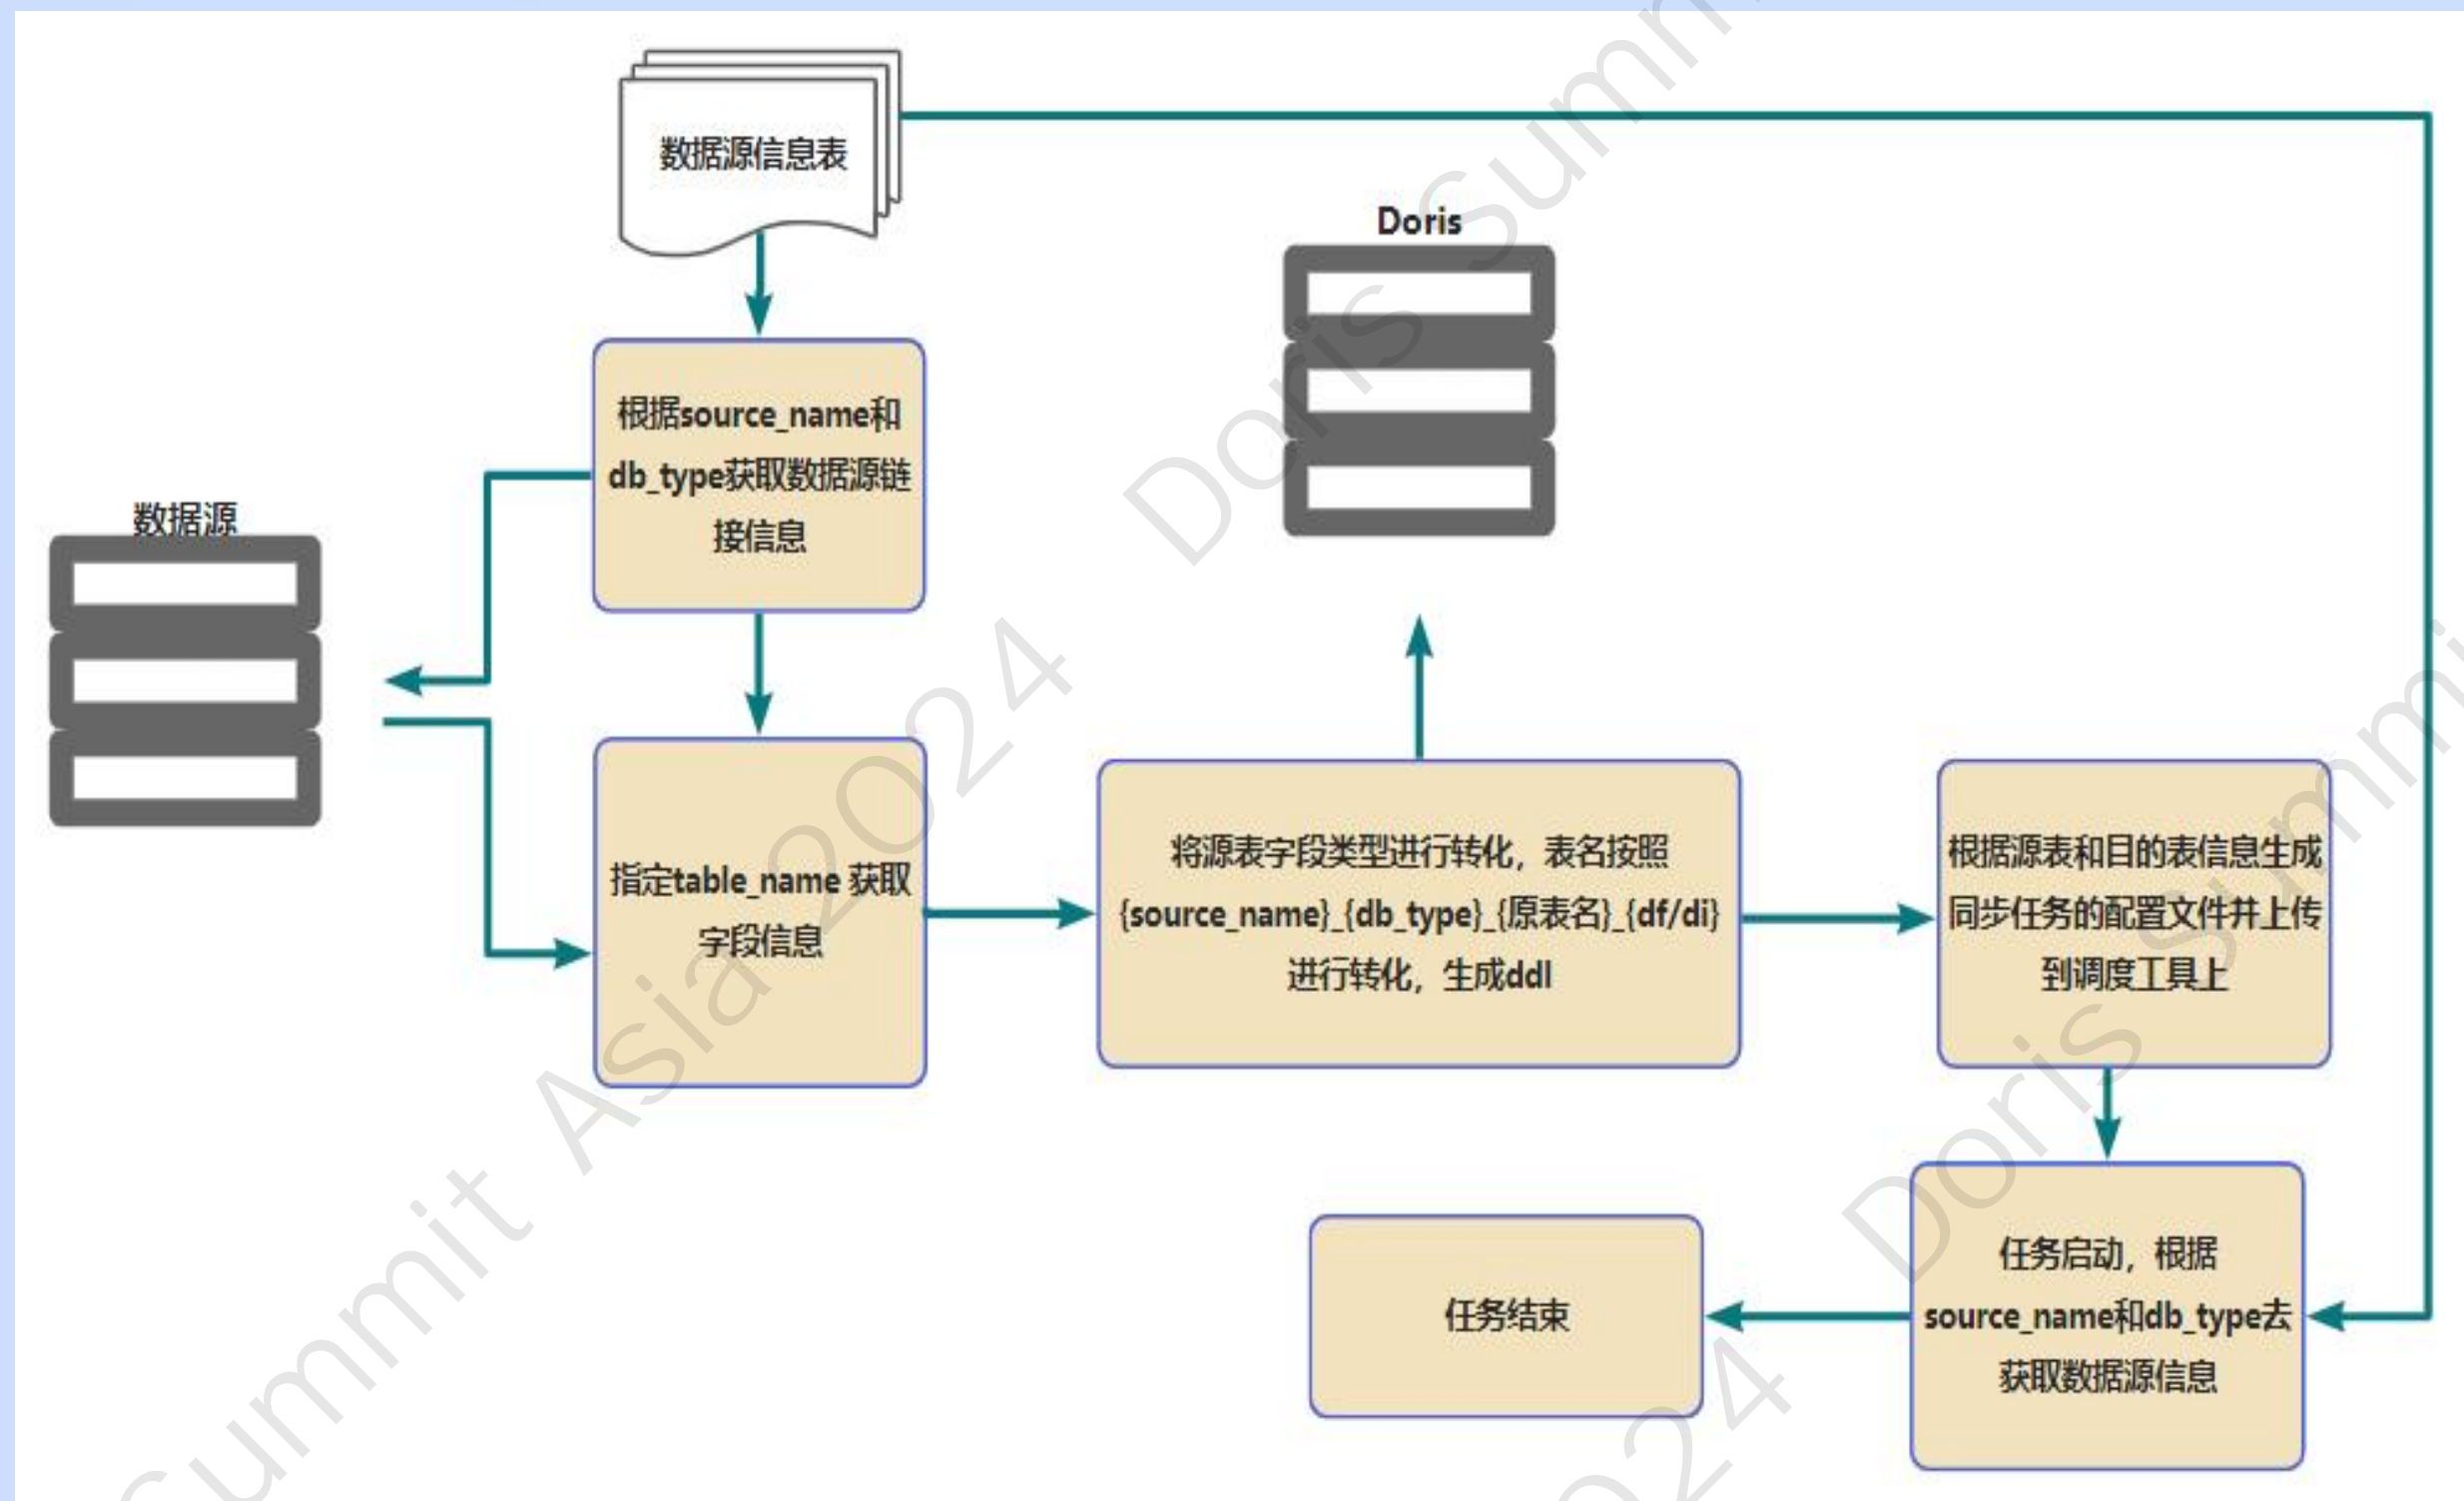 数据源信息表
Doris
根据source_name和
db_type获取数据源链
接信息
数据源
指定table_name 获取
字段信息
将源表字段类型进行转化，表名按照
{source_name}_{db_type}_{原表名}_{df/di}
进行转化，生成ddl
根据源表和目的表信息生成
同步任务的配置文件并上传
到调度工具上
任务启动，根据
source_name和db_type去
获取数据源信息
任务结束
Doris Summ
Summit Asia 2024
Doris Summi
024